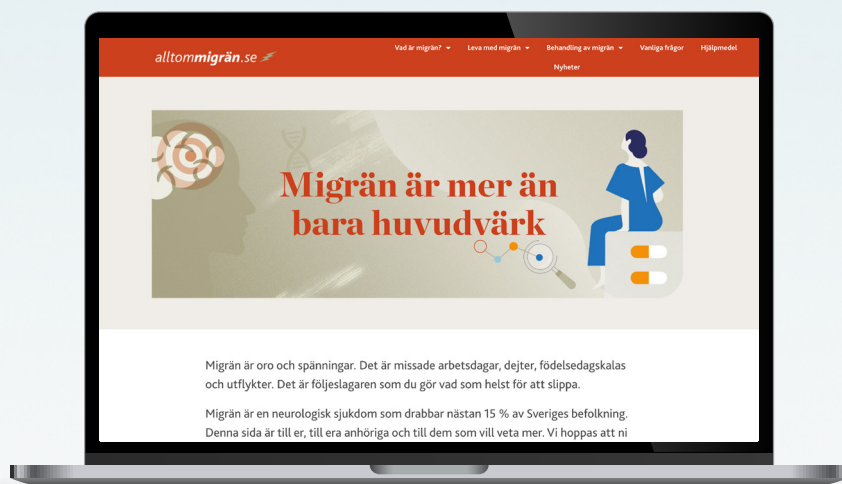 alltommigrän.se
Vad är migrän? Leva med migrän Behandling av migrän Vanliga frågor Hjälpmedel
Nyheter
Migrän är mer än
bara huvudvärk
Migrän är oro och spänningar. Det är missade arbetsdagar, dejter, födelsedagskalas
och utflykter. Det är följeslagaren som du gör vad som helst för att slippa.
Migrän är en neurologisk sjukdom som drabbar nästan 15 % av Sveriges befolkning.
Denna sida är till er, till era anhöriga och till dem som vill veta mer. Vi hoppas att ni